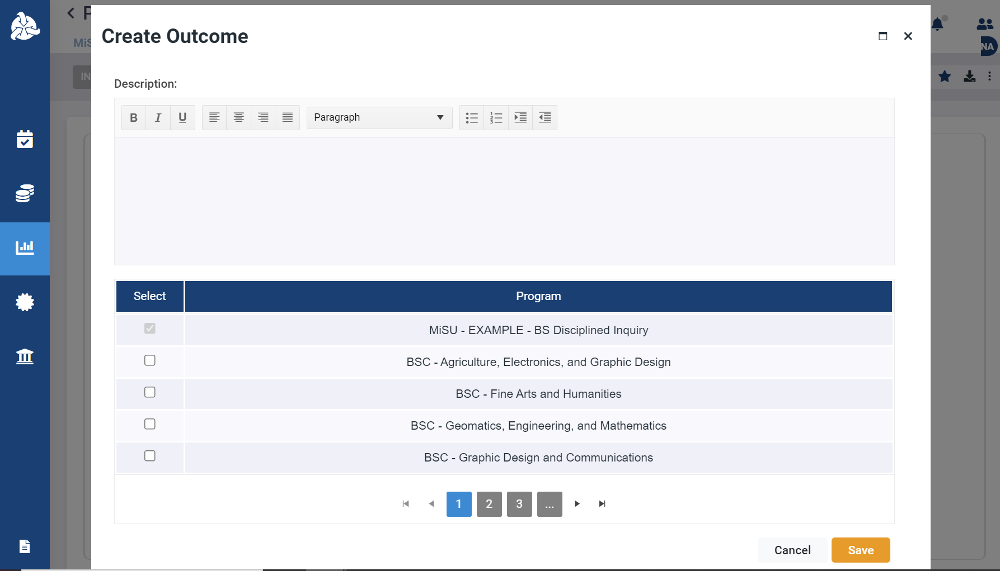 Create Outcome
NA
Description:
B I U
Paragraph
Select
Program
MiSU - EXAMPLE - BS Disciplined Inquiry
BSC - Agriculture, Electronics, and Graphic Design
BSC - Fine Arts and Humanities
BSC - Geomatics, Engineering, and Mathematics
BSC - Graphic Design and Communications
1 2 3 ...
Cancel
Save